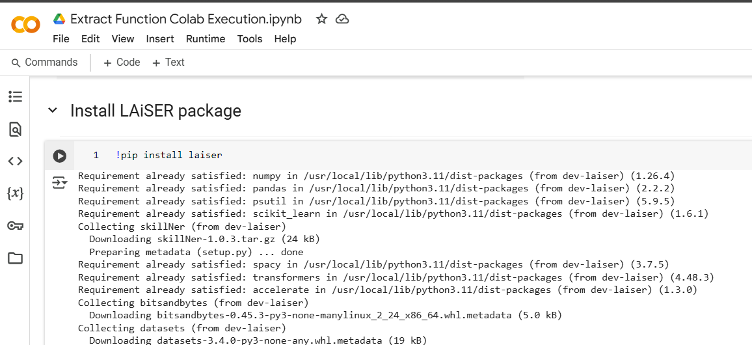 Extract Function Colab Execution.ipynb
File Edit View Insert Runtime Tools Help
Commands + Code + Text
Install LAiSER package
1 !pip install laiser
Requirement already satisfied: numpy in /usr/local/lib/python3.11/dist-packages (from dev-laiser) (1.26.4)
Requirement already satisfied: pandas in /usr/local/lib/python3.11/dist-packages (from dev-laiser) (2.2.2)
Requirement already satisfied: psutil in /usr/local/lib/python3.11/dist-packages (from dev-laiser) (5.9.5)
Requirement already satisfied: scikit_learn in /usr/local/lib/python3.11/dist-packages (from dev-laiser) (1.6.1)
Collecting skillNer (from dev-laiser)
Downloading skillNer-1.0.3.tar.gz (24 kB)
Preparing metadata (setup.py) ... done
Requirement already satisfied: spacy in /usr/local/lib/python3.11/dist-packages (from dev-laiser) (3.7.5)
Requirement already satisfied: transformers in /usr/local/lib/python3.11/dist-packages (from dev-laiser) (4.48.3)
Requirement already satisfied: accelerate in /usr/local/lib/python3.11/dist-packages (from dev-laiser) (1.3.0)
Collecting bitsandbytes (from dev-laiser)
Downloading bitsandbytes-0.45.3-py3-none-manylinux_2_24_x86_64.whl.metadata (5.0 kB)
Collecting datasets (from dev-laiser)
Downloading datasets-3.4.0-py3-none-any.whl.metadata (19 kB)